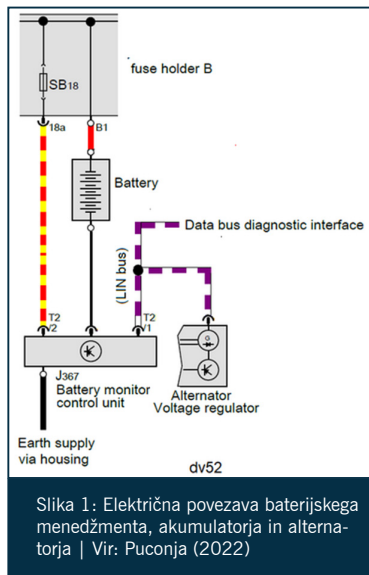 fuse holder B
SB18
18a
B1
Battery
Data bus diagnostic interface
(LIN bus)
T2
/2
T2
/1
J367
Battery monitor
control unit
Alternator
Voltage regulator
Earth supply
via housing
dv52
Slika 1: Električna povezava baterijskega
menedžmenta, akumulatorja in alterna-
torja | Vir: Puconja (2022)